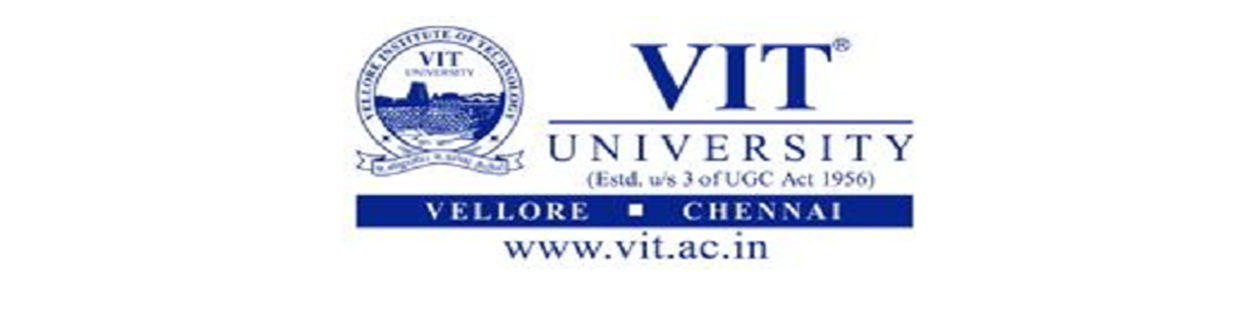 VELLORE INSTITUTE OF TECHNOLOGY
VIT
UNIVERSITY
VIT®
UNIVERSITY
(Estd. u/s 3 of UGC Act 1956)
VELLORE ▪ CHENNAI
www.vit.ac.in